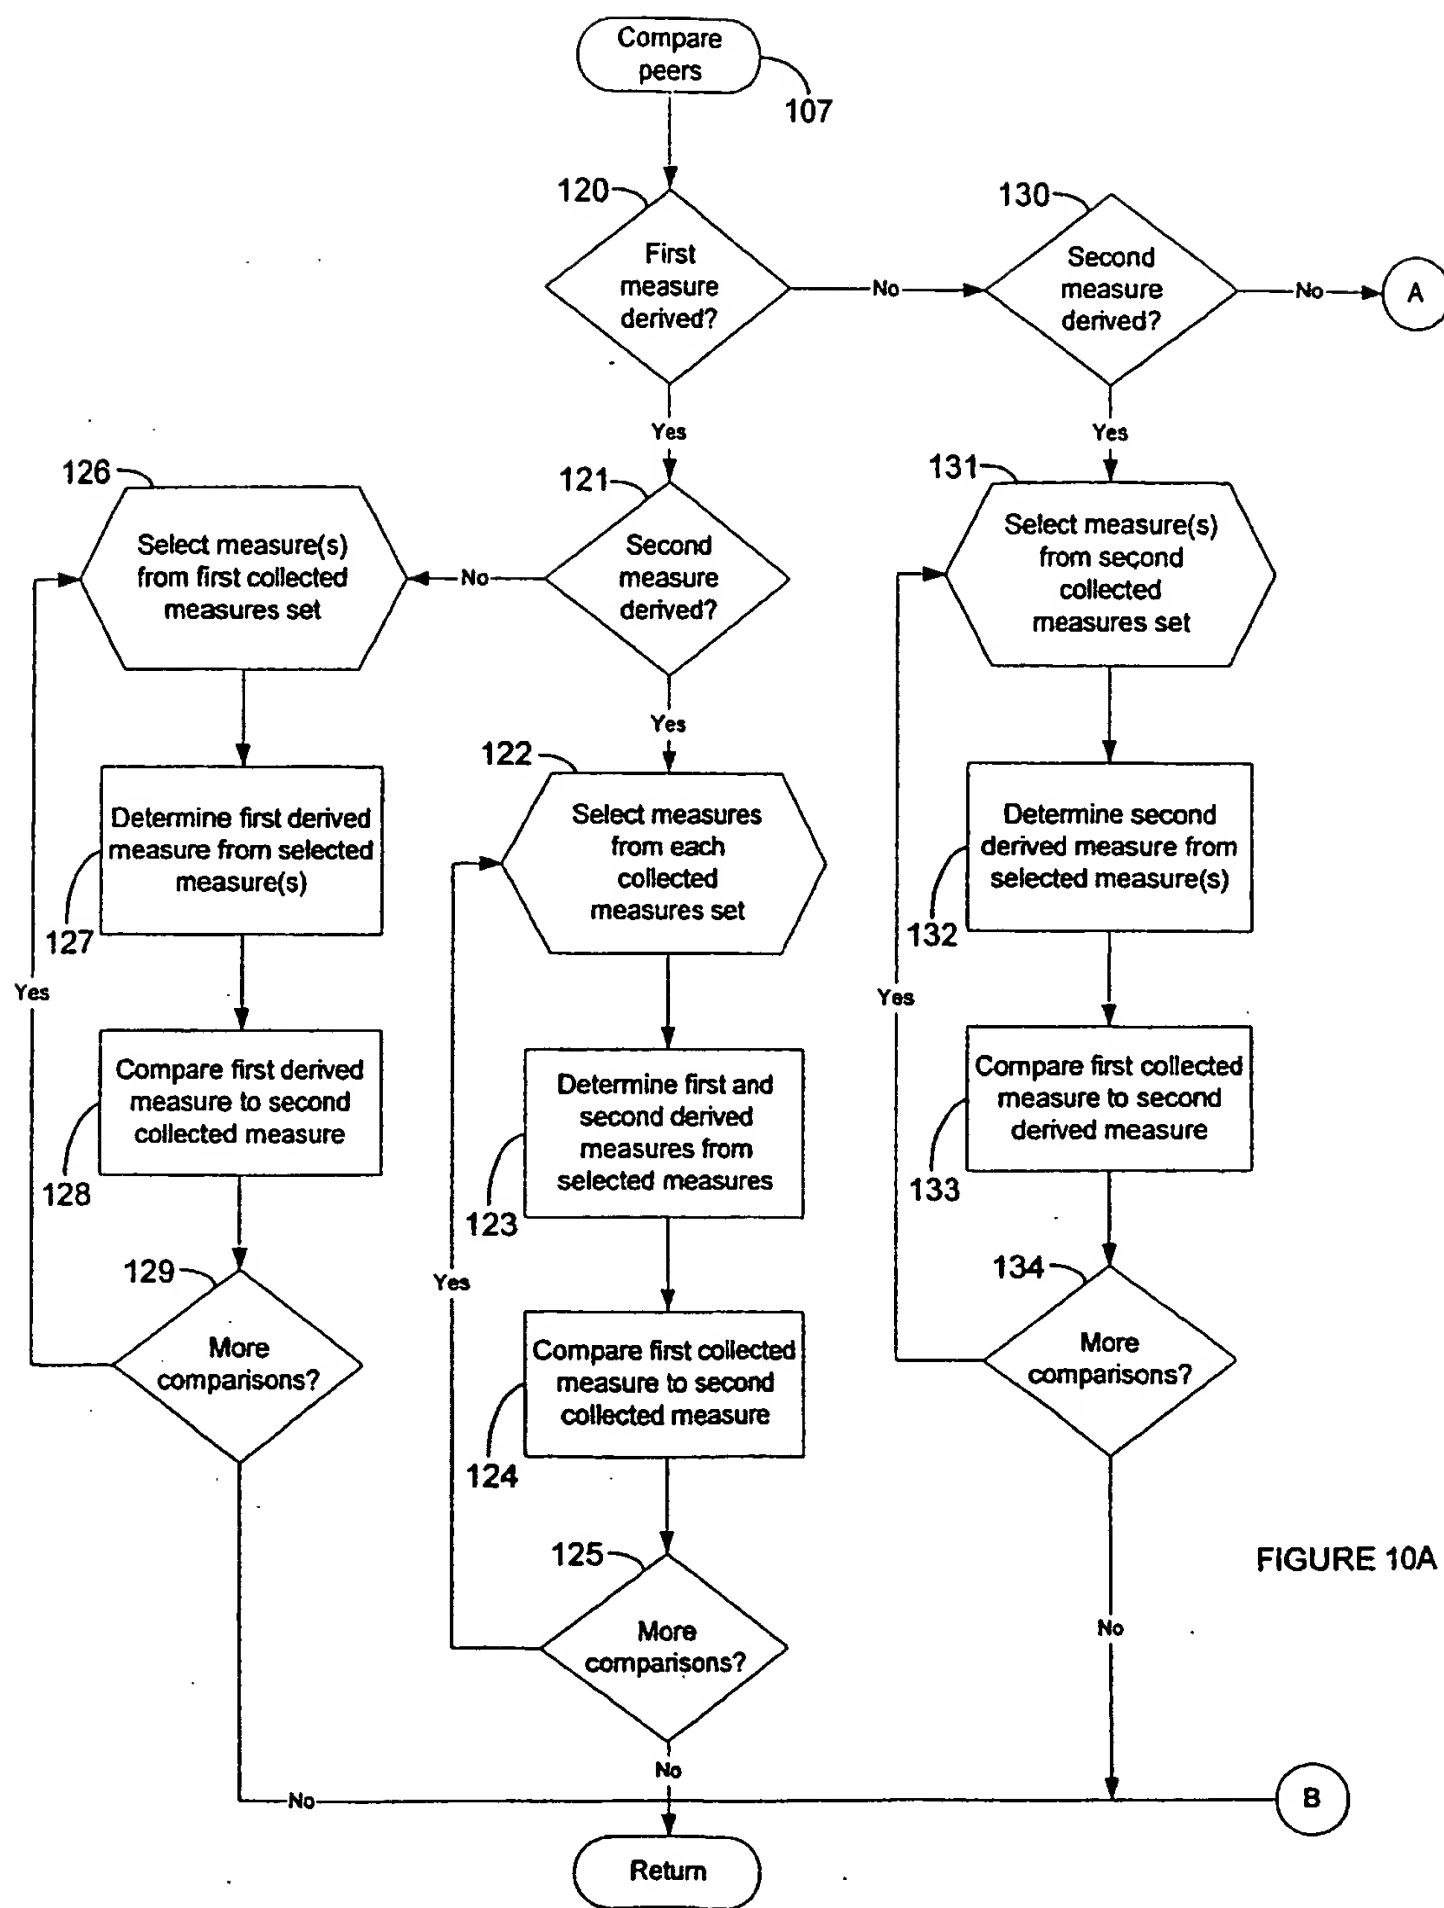 Compare
peers
107
120
First
measure
derived?
No
130
Second
measure
derived?
No
A
Yes
Yes
126
Select measure(s)
from first collected
measures set
No
121
Second
measure
derived?
131
Select measure(s)
from second
collected
measures set
Yes
127
Determine first derived
measure from selected
measure(s)
122
Select measures
from each
collected
measures set
132
Determine second
derived measure from
selected measure(s)
Yes
Yes
128
Compare first derived
measure to second
collected measure
123
Determine first and
second derived
measures from
selected measures
133
Compare first collected
measure to second
derived measure
129
More
comparisons?
Yes
124
Compare first collected
measure to second
collected measure
134
More
comparisons?
125
More
comparisons?
FIGURE 10A
No
No
No
B
Return